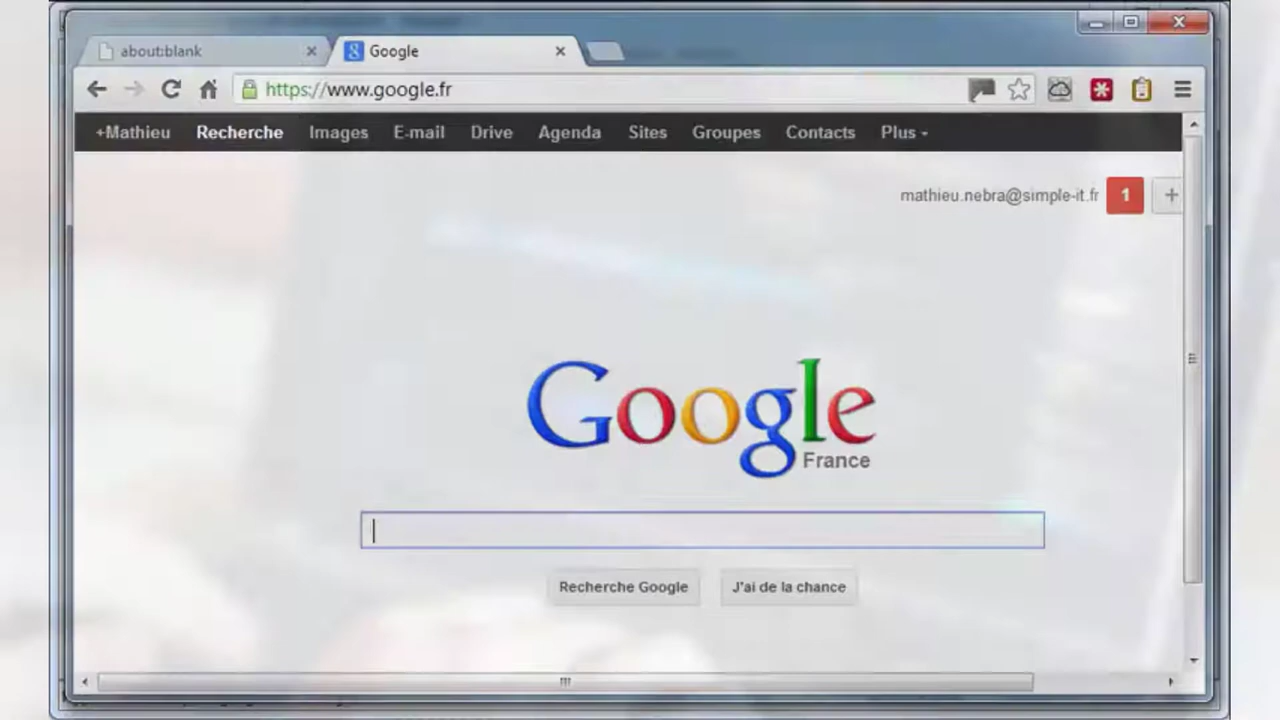 about:blank
Google
https://www.google.fr
+Mathieu Recherche Images E-mail Drive Agenda Sites Groupes Contacts Plus
mathieu.nebra@simple-it.fr 1 +
Google
France
Recherche Google J'ai de la chance